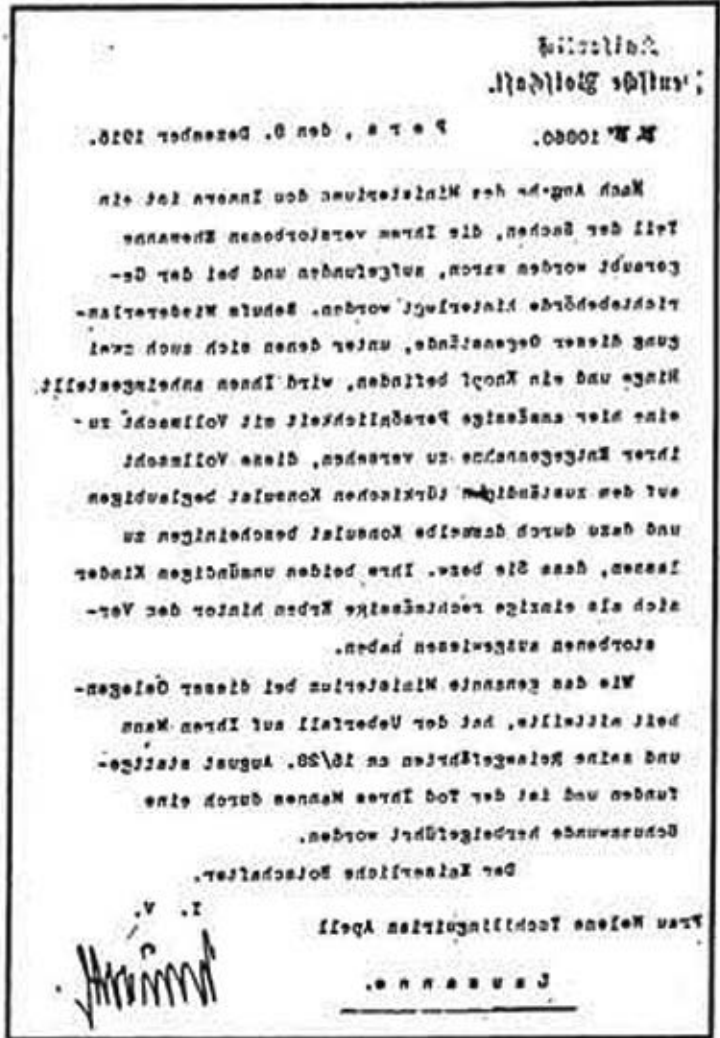 Kaiserlich
Deutsche Botschaft.
K. No 10860.
Pera, den 6. Dezember 1915.
Nach Angabe des Ministeriums des Innern ist ein
Teil der Sachen, die Ihrem verstorbenen Ehemanne
geraubt worden waren, aufgefunden und bei der Ge-
richtsbehörde hinterlegt worden. Behufs Wiedererlan-
gung dieser Gegenstände, unter denen sich auch zwei
Ringe und ein Knopf befinden, wird Ihnen anheimgestellt
eine hier ansässige Persönlichkeit mit Vollmacht zu-
ihrer Entgegennahme zu versehen, diese Vollmacht
auf dem zuständigen türkischen Konsulat beglaubigen
und dazu durch dasselbe Konsulat bescheinigen zu
lassen, dass Sie bezw. Ihre beiden unmündigen Kinder
sich als einzige rechtmässige Erben hinter des Ver-
storbenen ausgewiesen haben.
Wie das genannte Ministerium bei dieser Gelegen-
heit mitteilte, hat der Ueberfall auf Ihren Mann
und seine Reisegefährten am 15/28. August stattge-
funden und ist der Tod Ihres Mannes durch eine
Schusswunde herbeigeführt worden.
Der Kaiserliche Botschafter.
I. V.
Frau Helene Tschilinguirian Apell
Lausanne.